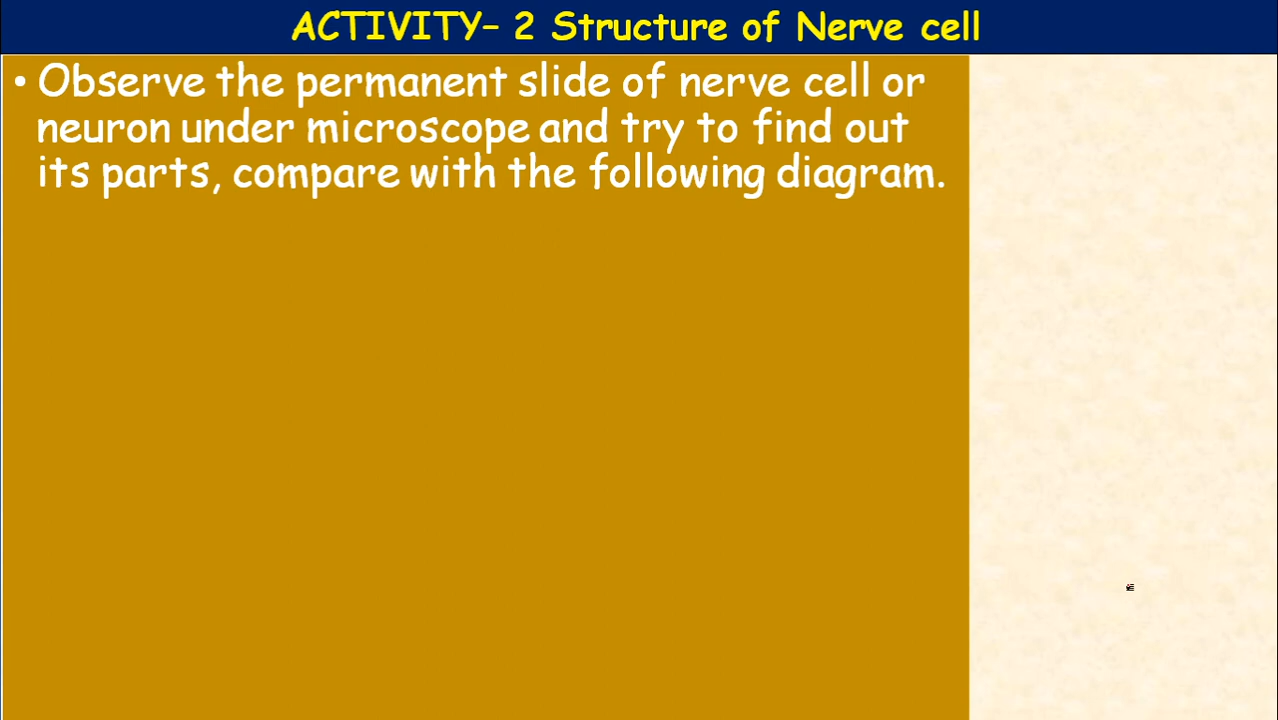 ACTIVITY– 2 Structure of Nerve cell
• Observe the permanent slide of nerve cell or
neuron under microscope and try to find out
its parts, compare with the following diagram.